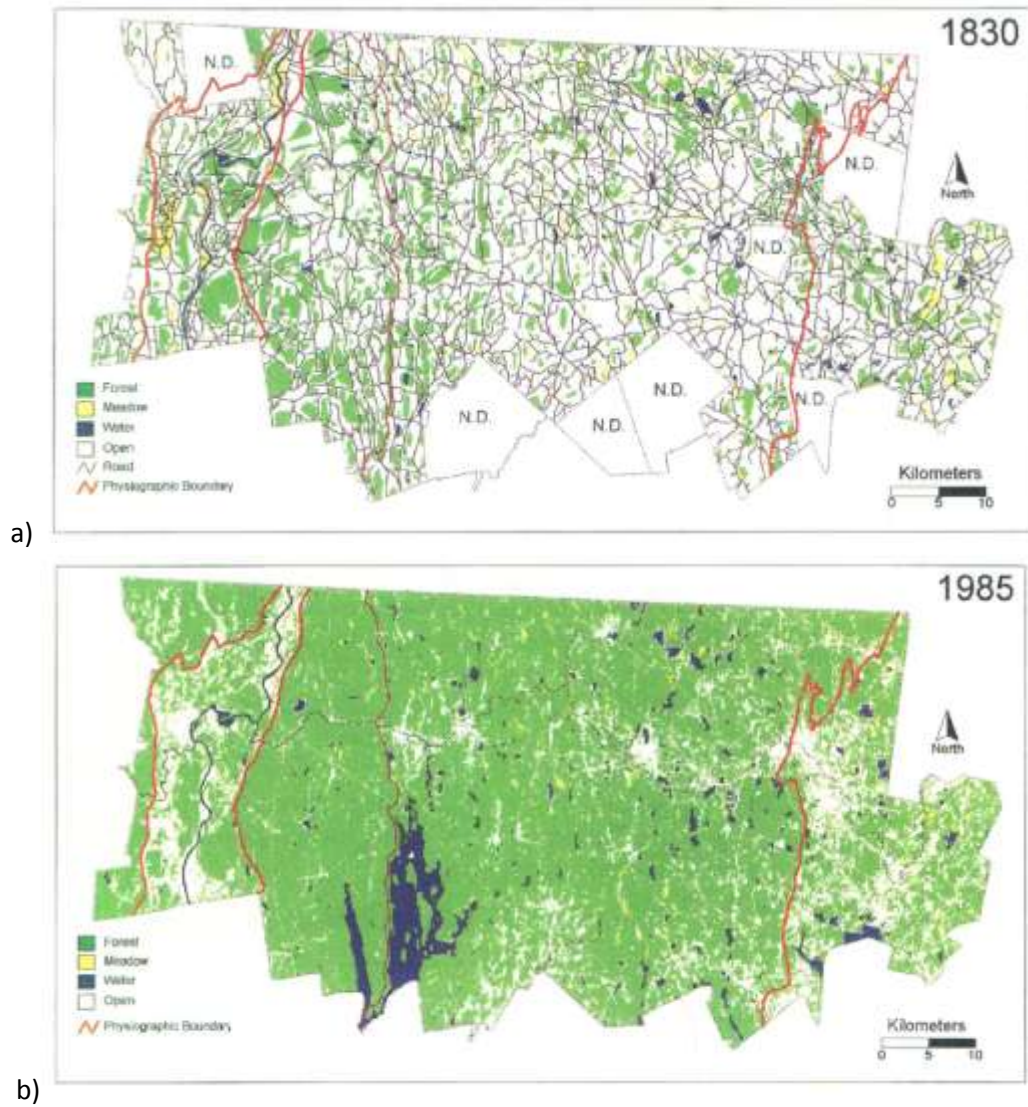 1830
N.D.
N.D.
North
N.D.
Forest
Meadow
Water
Open
Road
Physiographic Boundary
N.D.
N.D.
N.D.
N.D.
Kilometers
0 5 10
a)
1985
North
Forest
Meadow
Water
Open
Physiographic Boundary
Kilometers
0 5 10
b)